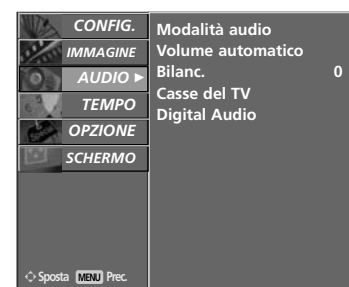 CONFIG.
IMMAGINE
AUDIO ►
TEMPO
OPZIONE
SCHERMO
Modalità audio
Volume automatico
Bilanc. 0
Casse del TV
Digital Audio
Sposta MENU Prec.